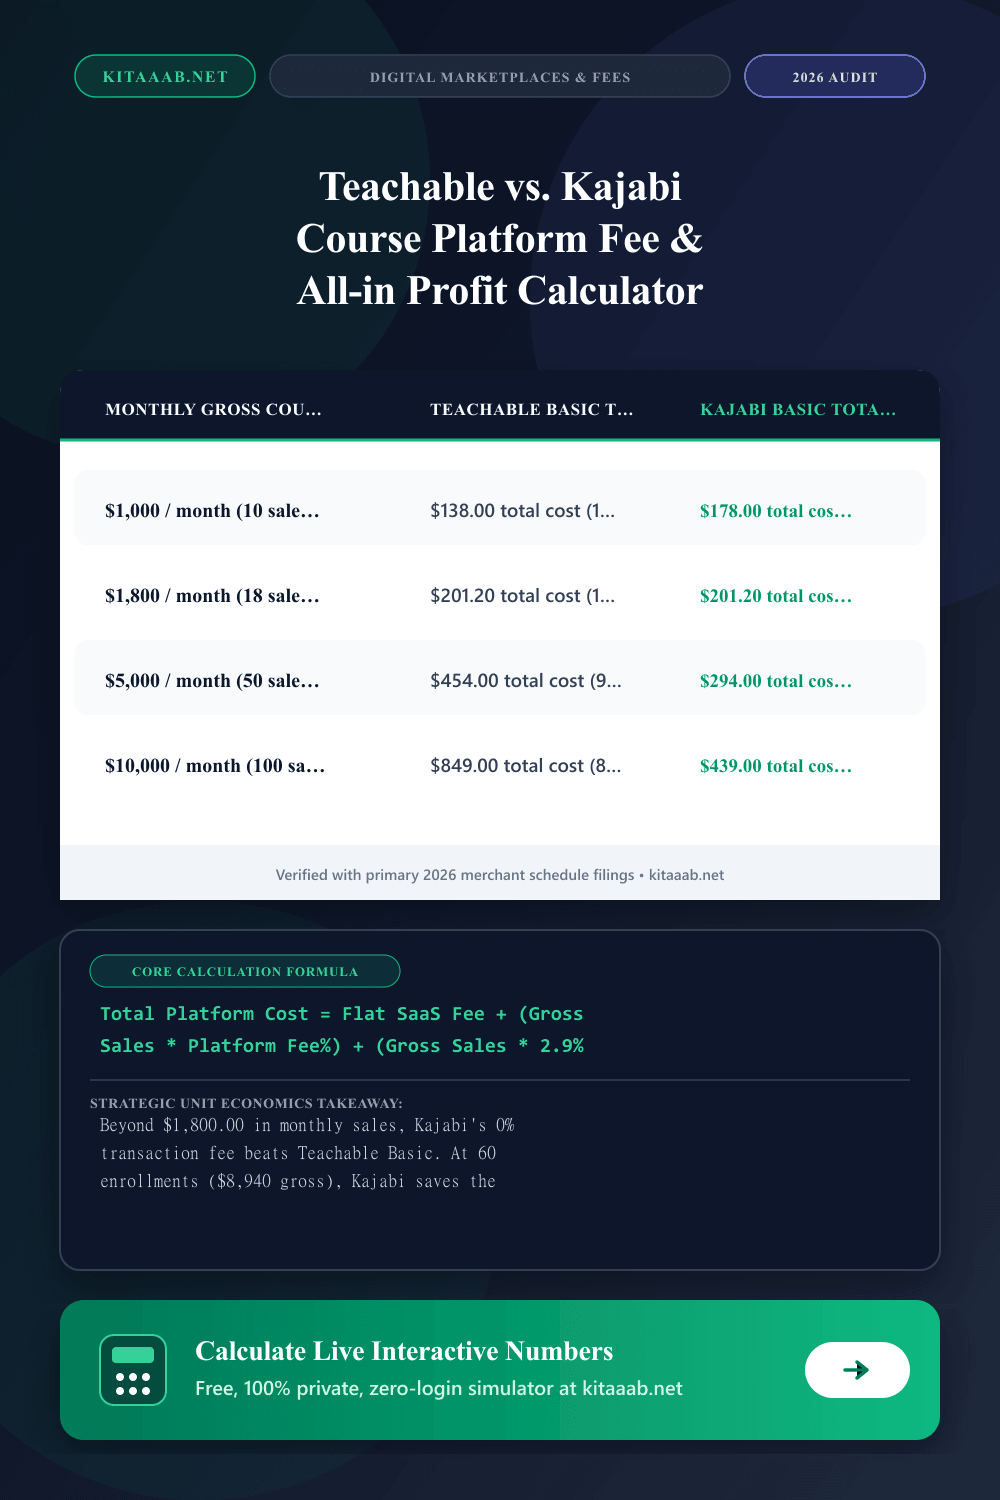 KITAAAB.NET
DIGITAL MARKETPLACES & FEES
2026 AUDIT
Teachable vs. Kajabi
Course Platform Fee &
All-in Profit Calculator
MONTHLY GROSS COU... TEACHABLE BASIC T... KAJABI BASIC TOTA...
$1,000 / month (10 sale... $138.00 total cost (1... $178.00 total cos...
$1,800 / month (18 sale... $201.20 total cost (1... $201.20 total cos...
$5,000 / month (50 sale... $454.00 total cost (9... $294.00 total cos...
$10,000 / month (100 sa... $849.00 total cost (8... $439.00 total cos...
Verified with primary 2026 merchant schedule filings • kitaaab.net
CORE CALCULATION FORMULA
Total Platform Cost = Flat SaaS Fee + (Gross
Sales * Platform Fee%) + (Gross Sales * 2.9%
STRATEGIC UNIT ECONOMICS TAKEAWAY:
Beyond $1,800.00 in monthly sales, Kajabi's 0%
transaction fee beats Teachable Basic. At 60
enrollments ($8,940 gross), Kajabi saves the
Calculate Live Interactive Numbers
Free, 100% private, zero-login simulator at kitaaab.net